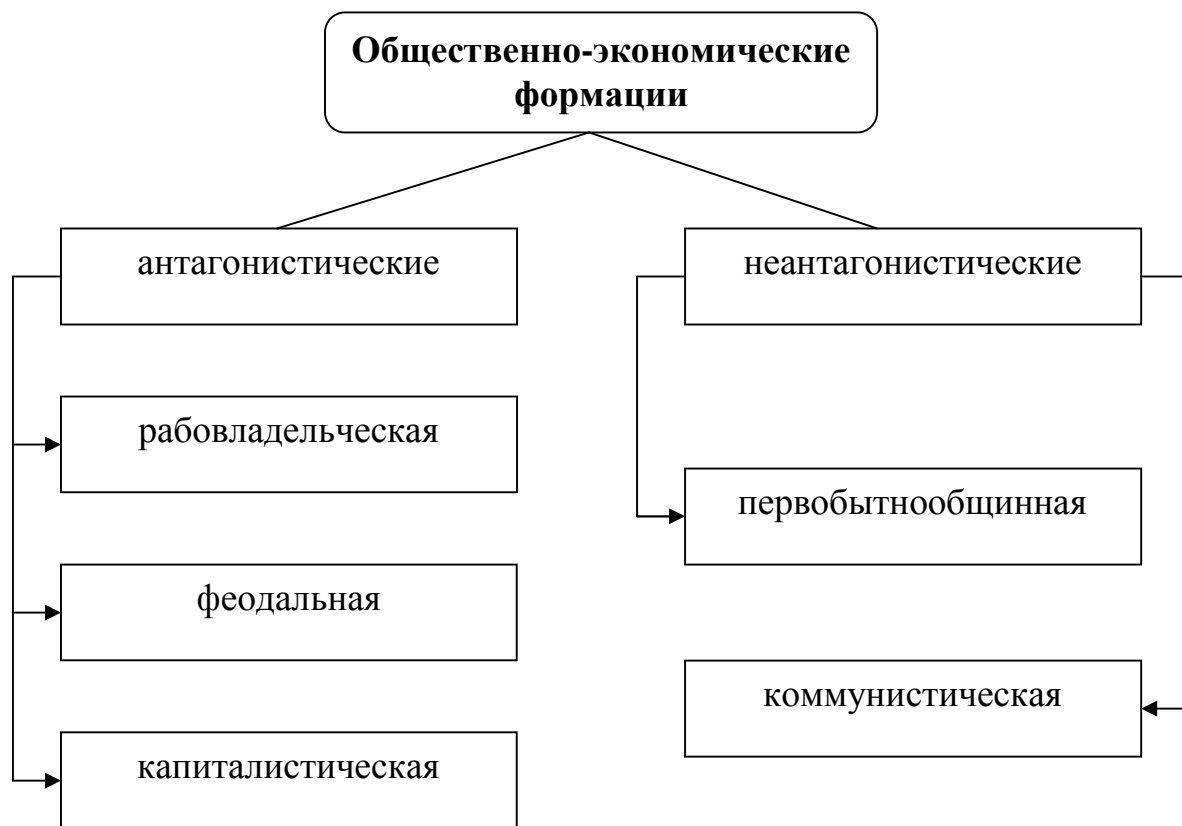 Общественно-экономические
формации
антагонистические
неантагонистические
рабовладельческая
первобытнообщинная
феодальная
коммунистическая
капиталистическая